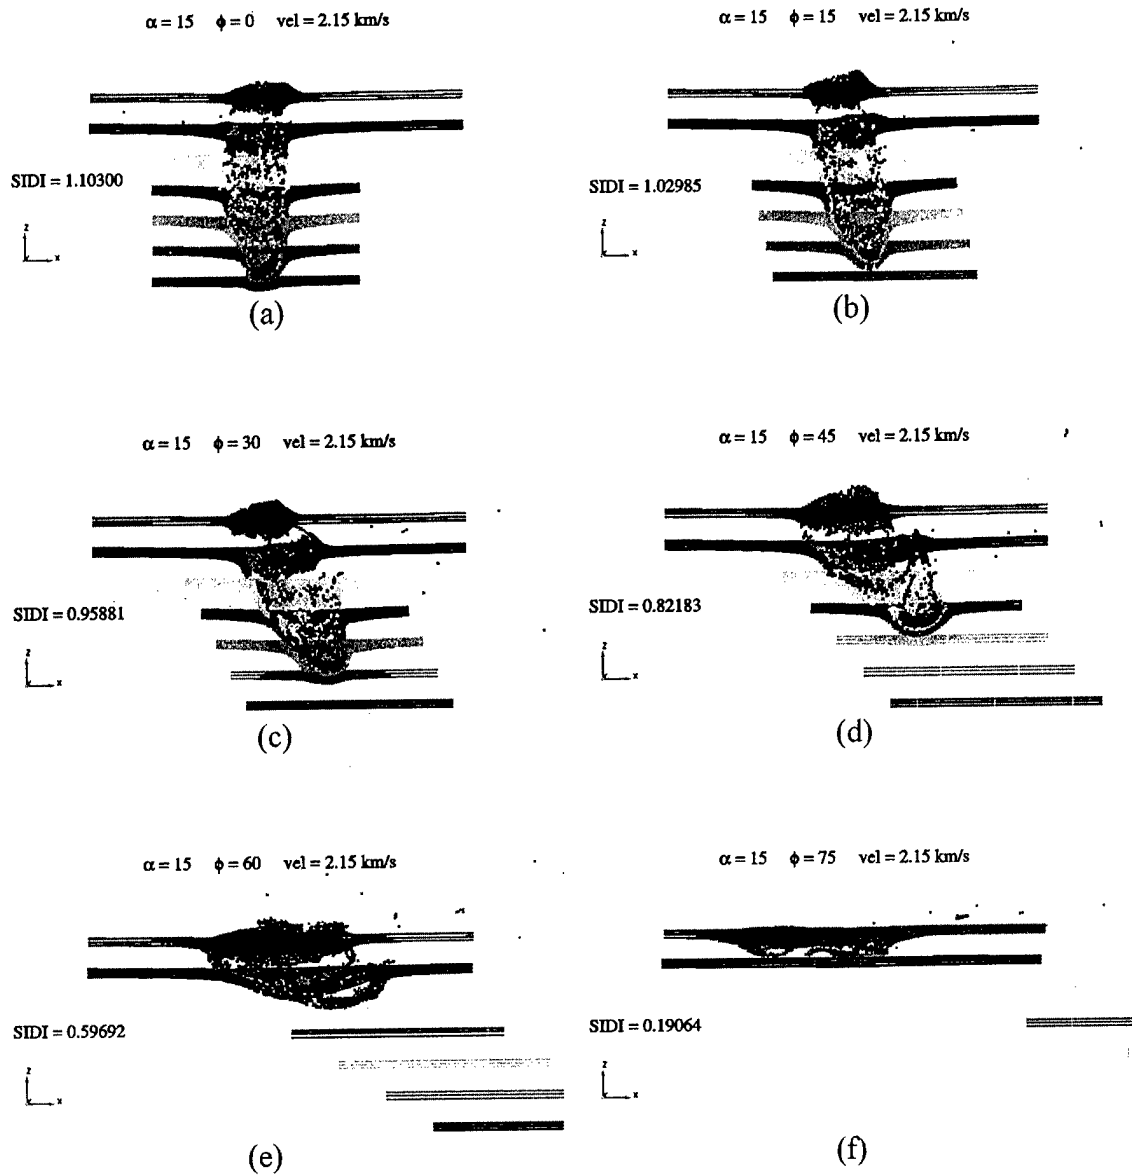 α = 15 ϕ = 0 vel = 2.15 km/s
SIDI = 1.10300
z
x
(a)
α = 15 ϕ = 15 vel = 2.15 km/s
SIDI = 1.02985
z
x
(b)
α = 15 ϕ = 30 vel = 2.15 km/s
SIDI = 0.95881
z
x
(c)
α = 15 ϕ = 45 vel = 2.15 km/s
SIDI = 0.82183
z
x
(d)
α = 15 ϕ = 60 vel = 2.15 km/s
SIDI = 0.59692
z
x
(e)
α = 15 ϕ = 75 vel = 2.15 km/s
SIDI = 0.19064
z
x
(f)